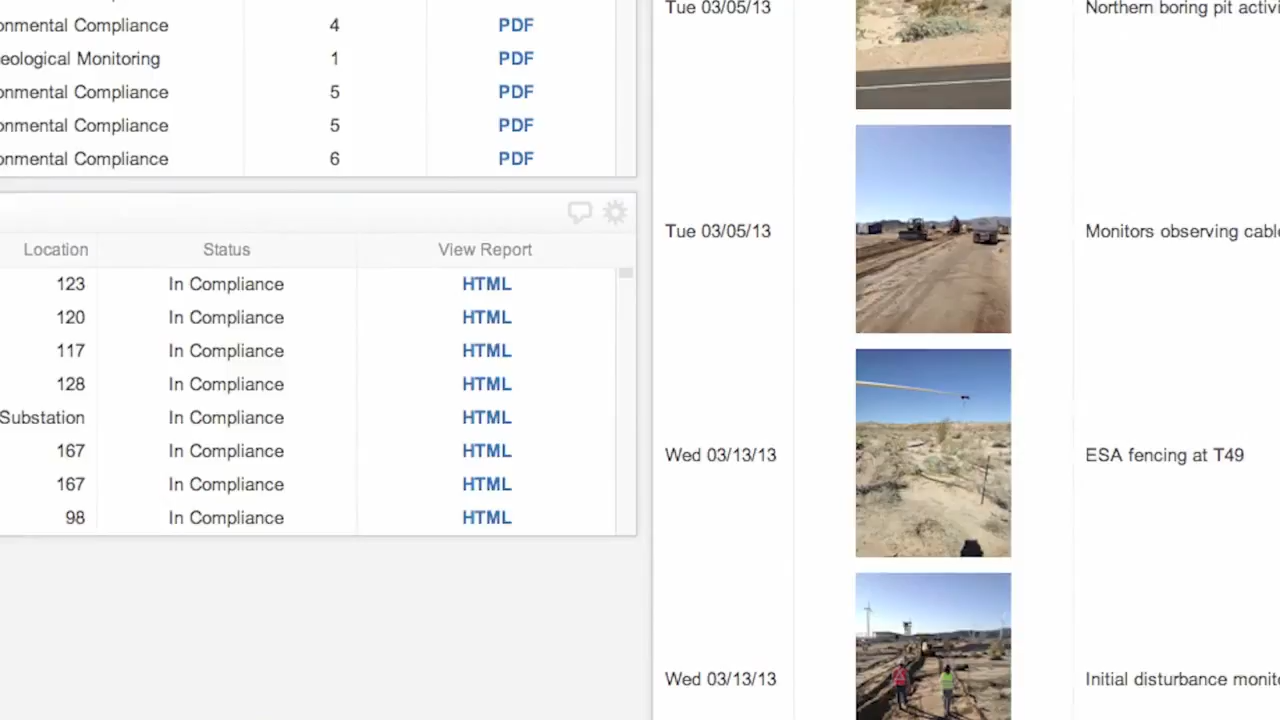 onmental Compliance 4 PDF
eological Monitoring 1 PDF
onmental Compliance 5 PDF
onmental Compliance 5 PDF
onmental Compliance 6 PDF
Location Status View Report
123 In Compliance HTML
120 In Compliance HTML
117 In Compliance HTML
128 In Compliance HTML
Substation In Compliance HTML
167 In Compliance HTML
167 In Compliance HTML
98 In Compliance HTML
Tue 03/05/13 Northern boring pit activi
Tue 03/05/13 Monitors observing cabl
Wed 03/13/13 ESA fencing at T49
Wed 03/13/13 Initial disturbance monit